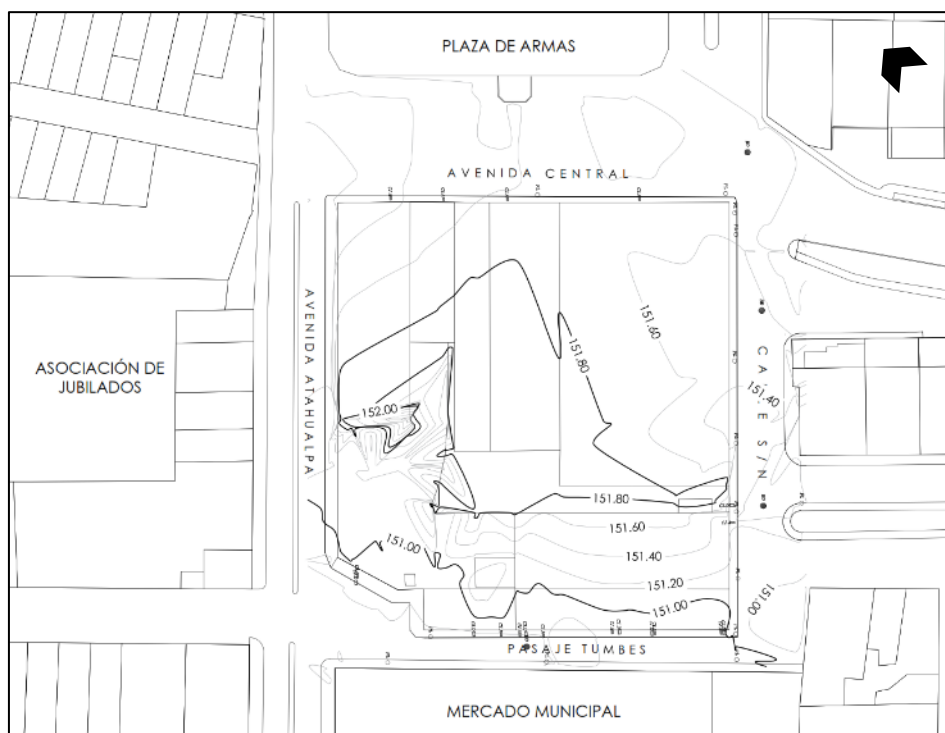 PLAZA DE ARMAS
AVENIDA CENTRAL
AVENIDA ATAHUALPA
ASOCIACIÓN DE
JUBILADOS
151.60
151.80
151.40
152.00
CALLE S/N
151.80
151.60
151.00
151.40
151.20
151.00
151.00
PASAJE TUMBES
MERCADO MUNICIPAL